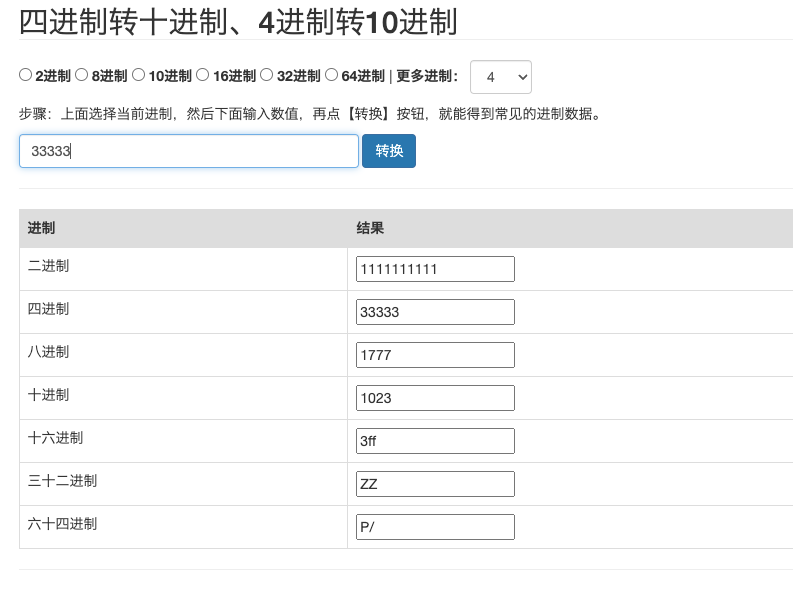 四进制转十进制、4进制转10进制
2进制 8进制 10进制 16进制 32进制 64进制 | 更多进制： 4
步骤：上面选择当前进制，然后下面输入数值，再点【转换】按钮，就能得到常见的进制数据。
33333 转换
进制 结果
二进制 1111111111
四进制 33333
八进制 1777
十进制 1023
十六进制 3ff
三十二进制 ZZ
六十四进制 P/